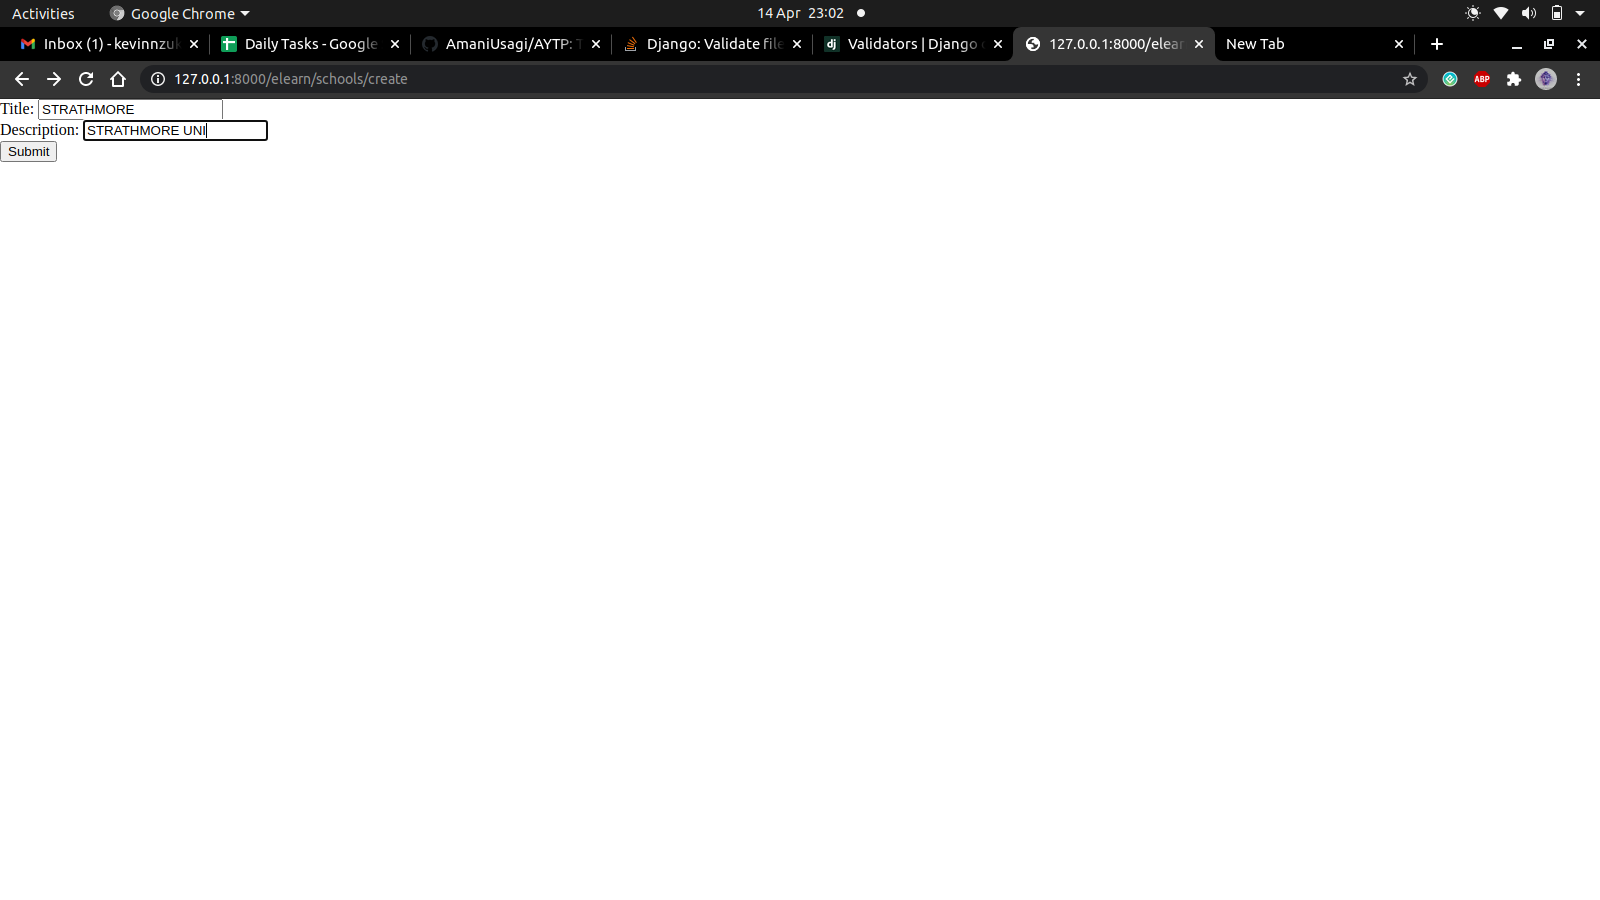 Activities
Google Chrome
14 Apr 23:02
Inbox (1) - kevinnzuk
Daily Tasks - Google
AmaniUsagi/AYTP: T
Django: Validate file
Validators | Django
127.0.0.1:8000/elear
New Tab
127.0.0.1:8000/elearn/schools/create
ABP
Title: STRATHMORE
Description: STRATHMORE UNI
Submit